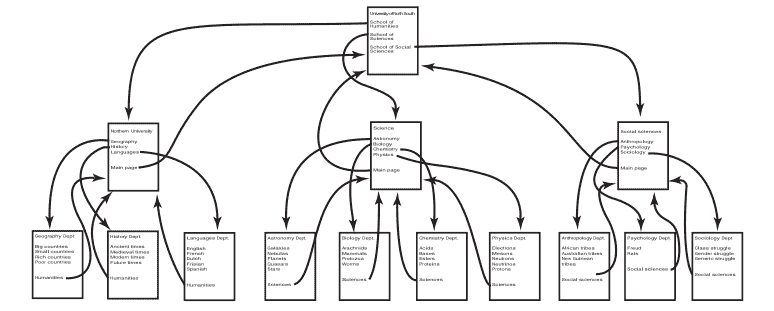 University of North South
School of
Humanities
School of
Sciences
School of Social
Sciences
Northern University
Geography
History
Languages
Main page
Science
Astronomy
Biology
Chemistry
Physics
Main page
Social sciences
Anthropology
Psychology
Sociology
Main page
Geography Dept.
Big countries
Small countries
Rich countries
Poor countries
Humanities
History Dept.
Ancient times
Medieval times
Modern times
Future times
Humanities
Languages Dept.
English
French
Dutch
Frisian
Spanish
Humanities
Astronomy Dept.
Galaxies
Nebulas
Planets
Quasars
Stars
Sciences
Biology Dept.
Arachnids
Mammals
Protozoa
Worms
Sciences
Chemistry Dept.
Acids
Bases
Esters
Proteins
Sciences
Physics Dept.
Electrons
Mesons
Neutrons
Neutrinos
Protons
Sciences
Anthropology Dept.
African tribes
Australian tribes
New Guinean
tribes
Social sciences
Psychology Dept.
Freud
Rats
Social sciences
Sociology Dept.
Class struggle
Gender struggle
Generic struggle
Social sciences